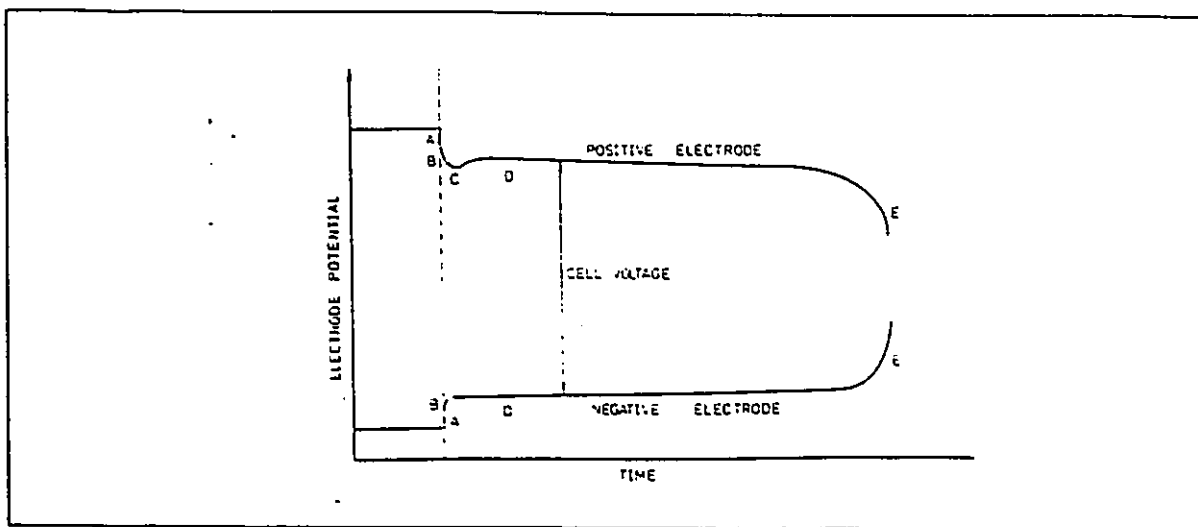 A
B
C
D
POSITIVE ELECTRODE
E
ELECTRODE POTENTIAL
CELL VOLTAGE
E
B
A
D
NEGATIVE ELECTRODE
TIME